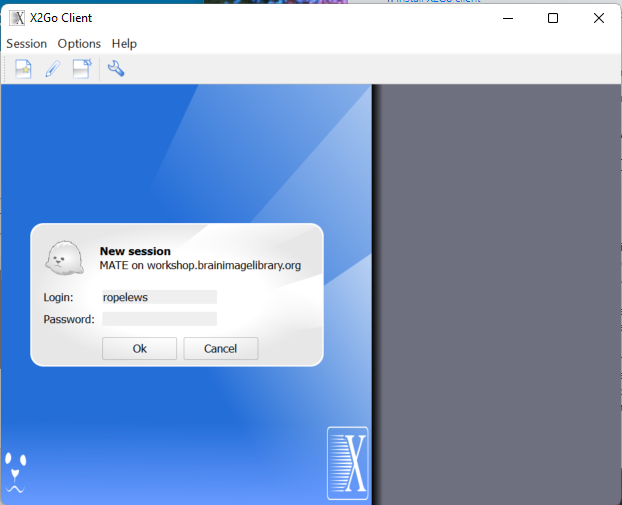 X2Go Client
Session Options Help
New session
MATE on workshop.brainimagelibrary.org
Login: ropelews
Password:
Ok Cancel